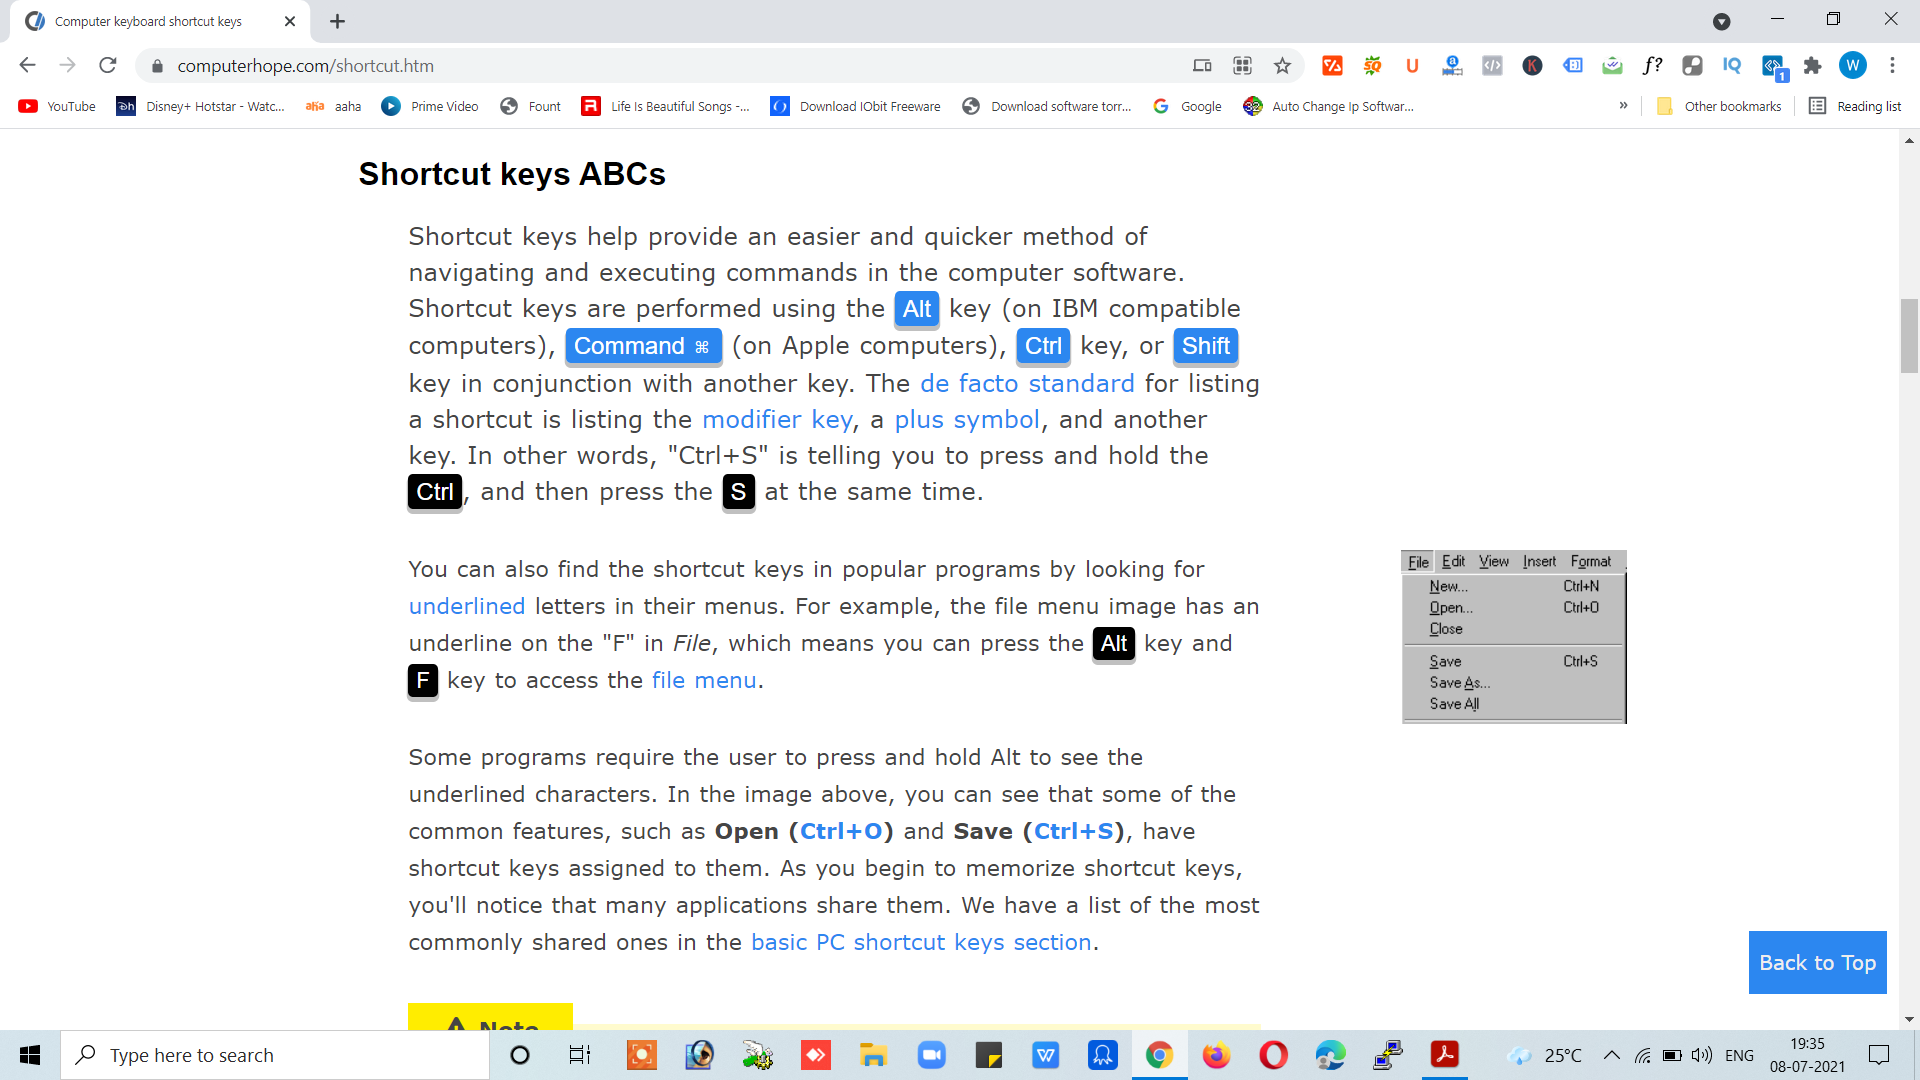 Computer keyboard shortcut keys
computerhope.com/shortcut.htm
YouTube Disney+ Hotstar - Watc... aaha Prime Video Fount Life Is Beautiful Songs -... Download IObit Freeware Download software torr... Google Auto Change Ip Softwar... » Other bookmarks Reading list
Shortcut keys ABCs
Shortcut keys help provide an easier and quicker method of
navigating and executing commands in the computer software.
Shortcut keys are performed using the Alt key (on IBM compatible
computers), Command ⌘ (on Apple computers), Ctrl key, or Shift
key in conjunction with another key. The de facto standard for listing
a shortcut is listing the modifier key, a plus symbol, and another
key. In other words, "Ctrl+S" is telling you to press and hold the
Ctrl, and then press the S at the same time.
You can also find the shortcut keys in popular programs by looking for
underlined letters in their menus. For example, the file menu image has an
underline on the "F" in File, which means you can press the Alt key and
F key to access the file menu.
File Edit View Insert Format
New... Ctrl+N
Open... Ctrl+O
Close
Save Ctrl+S
Save As...
Save All
Some programs require the user to press and hold Alt to see the
underlined characters. In the image above, you can see that some of the
common features, such as Open (Ctrl+O) and Save (Ctrl+S), have
shortcut keys assigned to them. As you begin to memorize shortcut keys,
you'll notice that many applications share them. We have a list of the most
commonly shared ones in the basic PC shortcut keys section.
Back to Top
Note
Type here to search
25°C ENG
19:35
08-07-2021